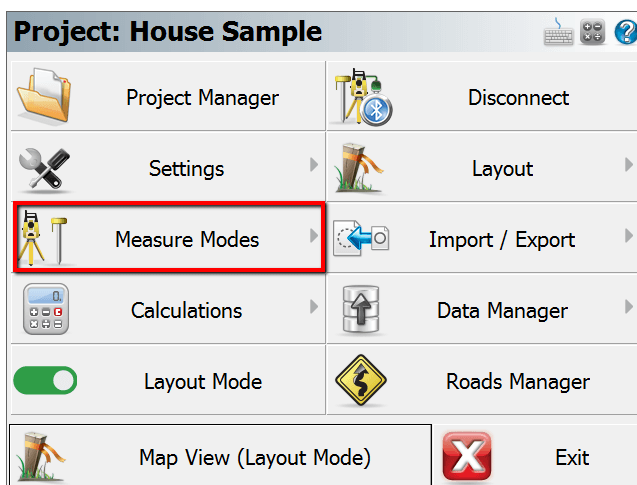 Project: House Sample
Project Manager
Disconnect
Settings
Layout
Measure Modes
Import / Export
Calculations
Data Manager
Layout Mode
Roads Manager
Map View (Layout Mode)
Exit